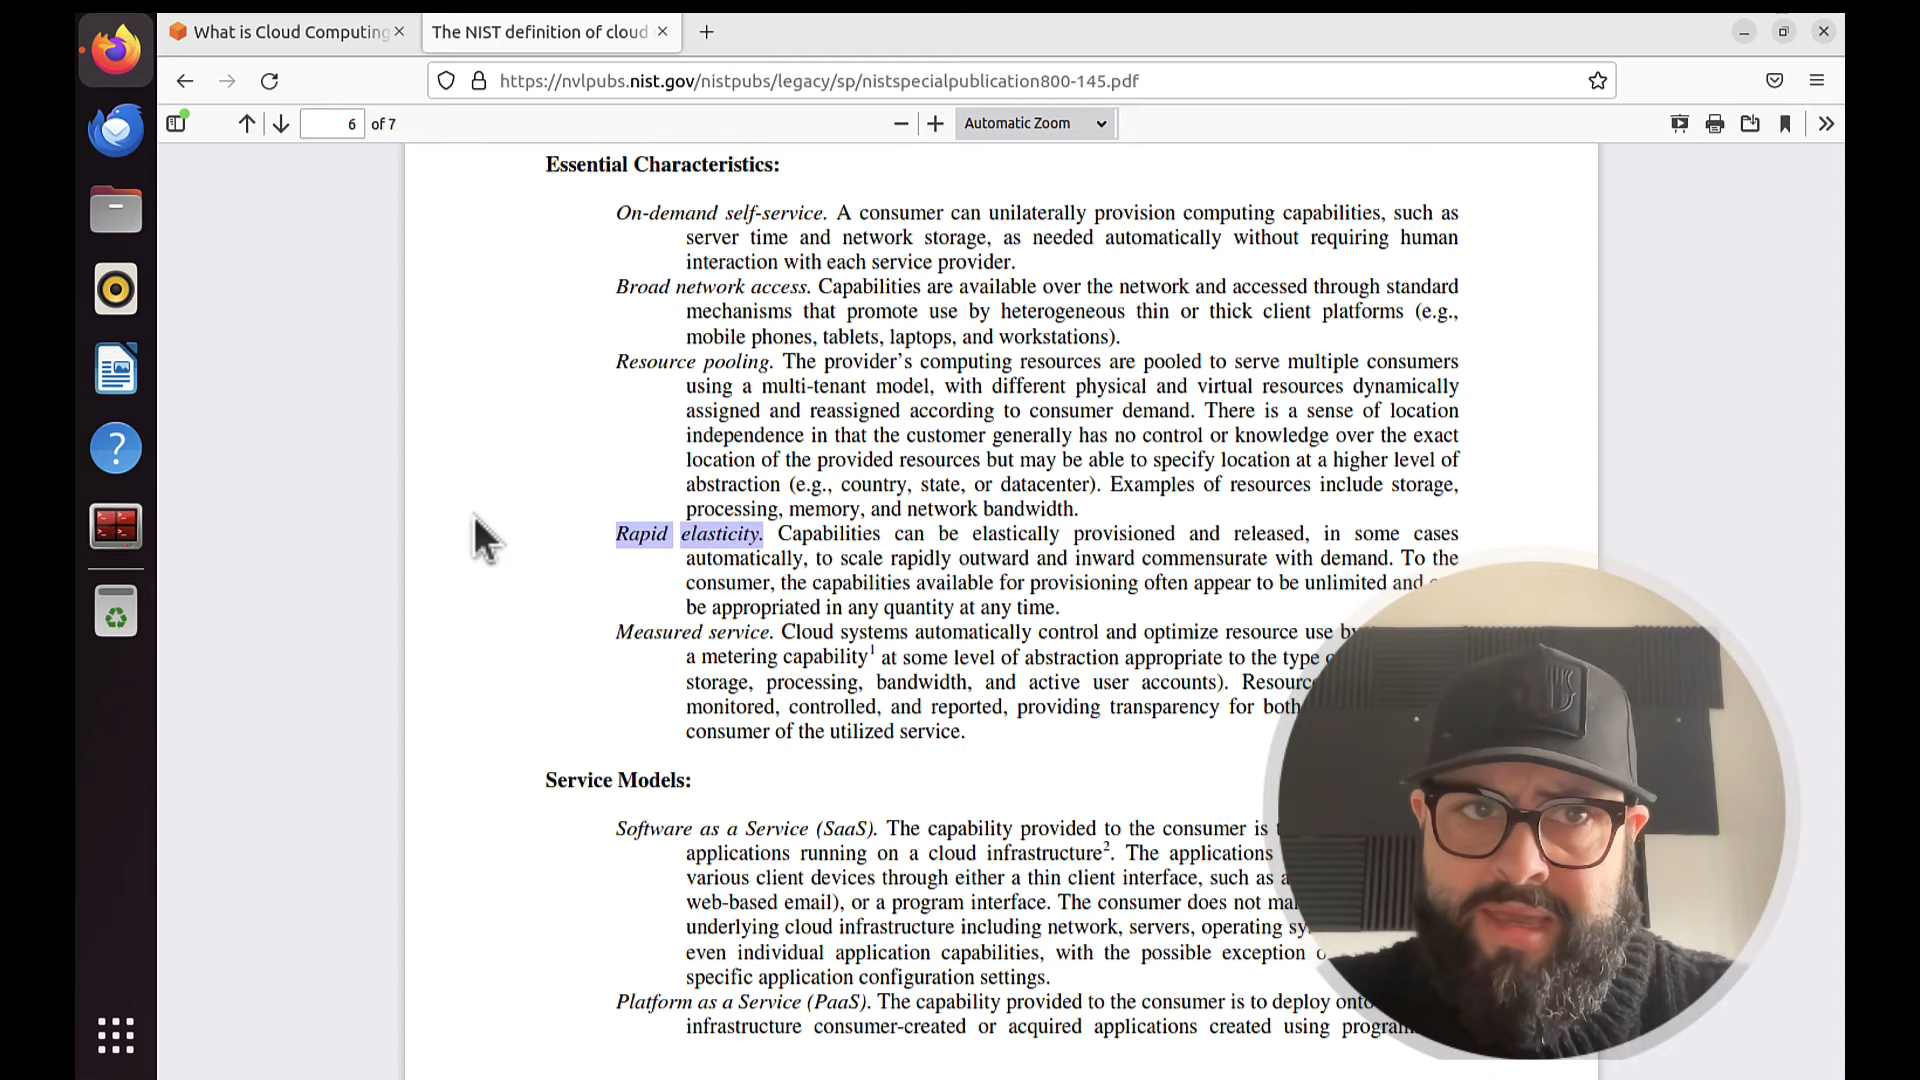 What is Cloud Computing
The NIST definition of cloud
https://nvlpubs.nist.gov/nistpubs/legacy/sp/nistspecialpublication800-145.pdf
6 of 7
Automatic Zoom
Essential Characteristics:
On-demand self-service. A consumer can unilaterally provision computing capabilities, such as
server time and network storage, as needed automatically without requiring human
interaction with each service provider.
Broad network access. Capabilities are available over the network and accessed through standard
mechanisms that promote use by heterogeneous thin or thick client platforms (e.g.,
mobile phones, tablets, laptops, and workstations).
Resource pooling. The provider’s computing resources are pooled to serve multiple consumers
using a multi-tenant model, with different physical and virtual resources dynamically
assigned and reassigned according to consumer demand. There is a sense of location
independence in that the customer generally has no control or knowledge over the exact
location of the provided resources but may be able to specify location at a higher level of
abstraction (e.g., country, state, or datacenter). Examples of resources include storage,
processing, memory, and network bandwidth.
Rapid elasticity. Capabilities can be elastically provisioned and released, in some cases
automatically, to scale rapidly outward and inward commensurate with demand. To the
consumer, the capabilities available for provisioning often appear to be unlimited and
be appropriated in any quantity at any time.
Measured service. Cloud systems automatically control and optimize resource use by
a metering capability1 at some level of abstraction appropriate to the type
storage, processing, bandwidth, and active user accounts). Resource
monitored, controlled, and reported, providing transparency for both
consumer of the utilized service.
Service Models:
Software as a Service (SaaS). The capability provided to the consumer is
applications running on a cloud infrastructure2. The applications
various client devices through either a thin client interface, such as a
web-based email), or a program interface. The consumer does not
underlying cloud infrastructure including network, servers, operating
even individual application capabilities, with the possible exception
specific application configuration settings.
Platform as a Service (PaaS). The capability provided to the consumer is to deploy
infrastructure consumer-created or acquired applications created using